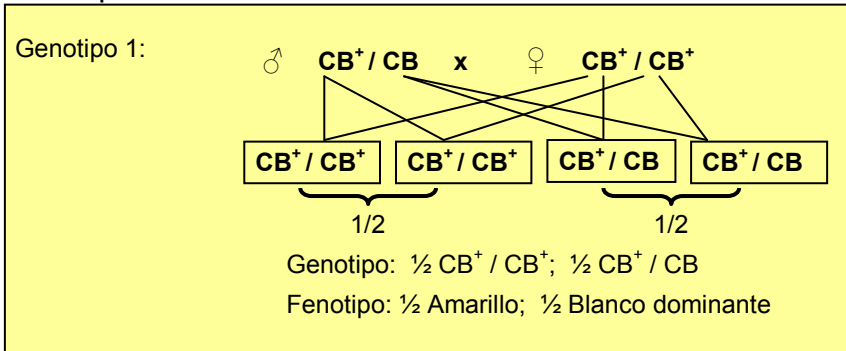 Genotipo 1:
♂ CB⁺ / CB x ♀ CB⁺ / CB⁺
CB⁺ / CB⁺ CB⁺ / CB⁺ CB⁺ / CB CB⁺ / CB
1/2 1/2
Genotipo: ½ CB⁺ / CB⁺; ½ CB⁺ / CB
Fenotipo: ½ Amarillo; ½ Blanco dominante